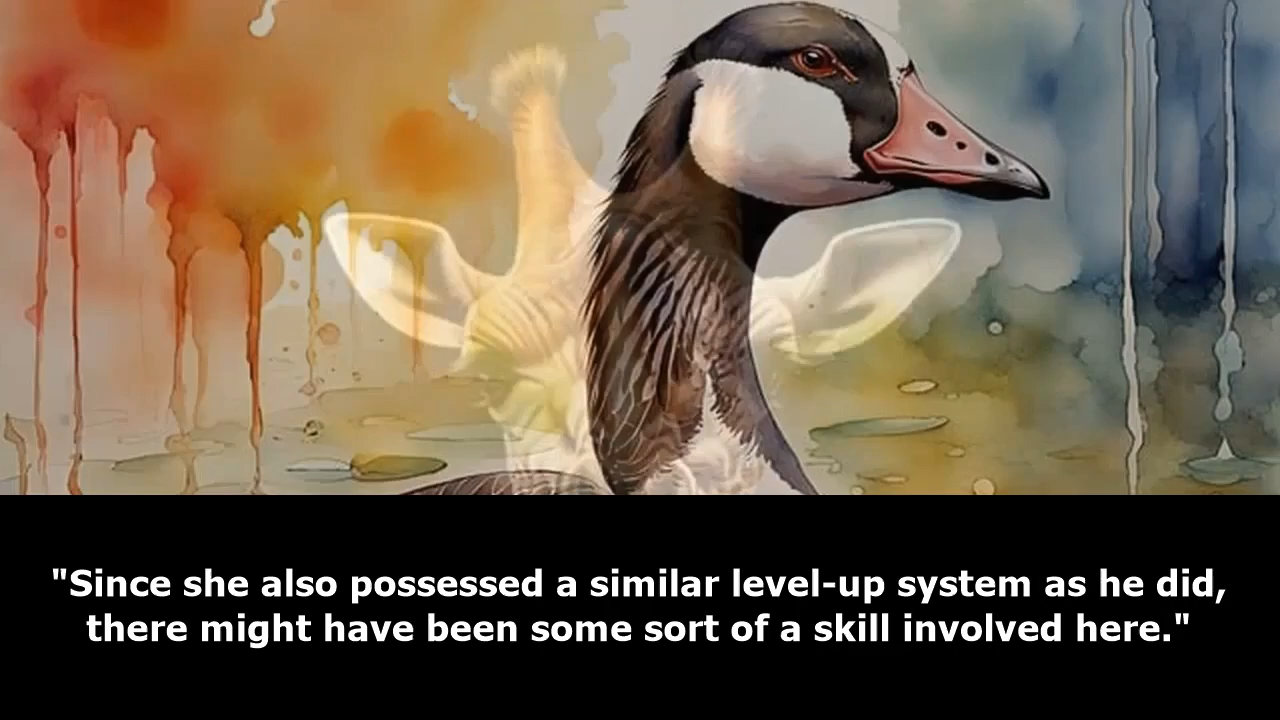 "Since she also possessed a similar level-up system as he did,
there might have been some sort of a skill involved here."